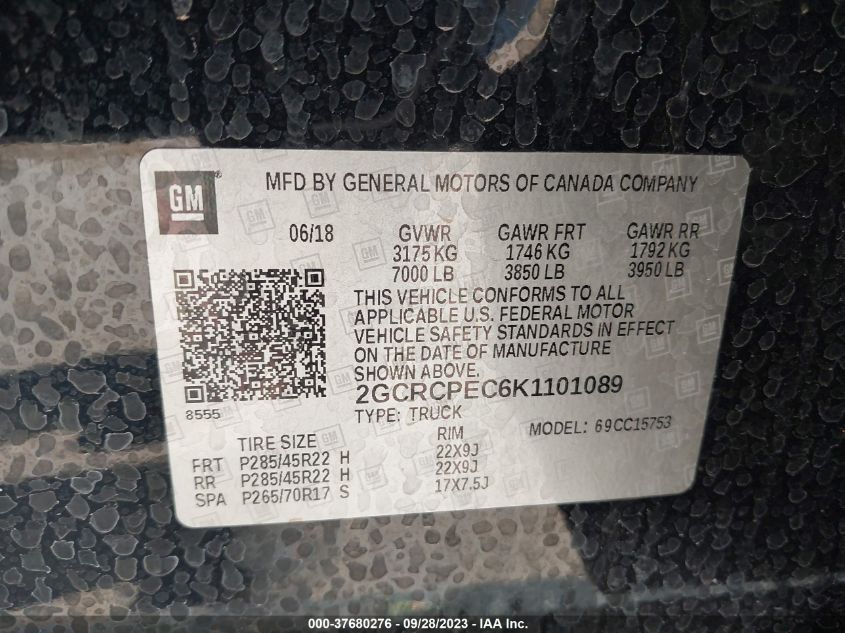 GM
MFD BY GENERAL MOTORS OF CANADA COMPANY
06/18 GVWR GAWR FRT GAWR RR
3175 KG 1746 KG 1792 KG
7000 LB 3850 LB 3950 LB
THIS VEHICLE CONFORMS TO ALL
APPLICABLE U.S. FEDERAL MOTOR
VEHICLE SAFETY STANDARDS IN EFFECT
ON THE DATE OF MANUFACTURE
SHOWN ABOVE.
2GCRCPEC6K1101089
8555 TYPE: TRUCK MODEL: 69CC15753
TIRE SIZE RIM
FRT P285/45R22 H 22X9J
RR P285/45R22 H 22X9J
SPA P265/70R17 S 17X7.5J
000-37680276 - 09/28/2023 - IAA Inc.